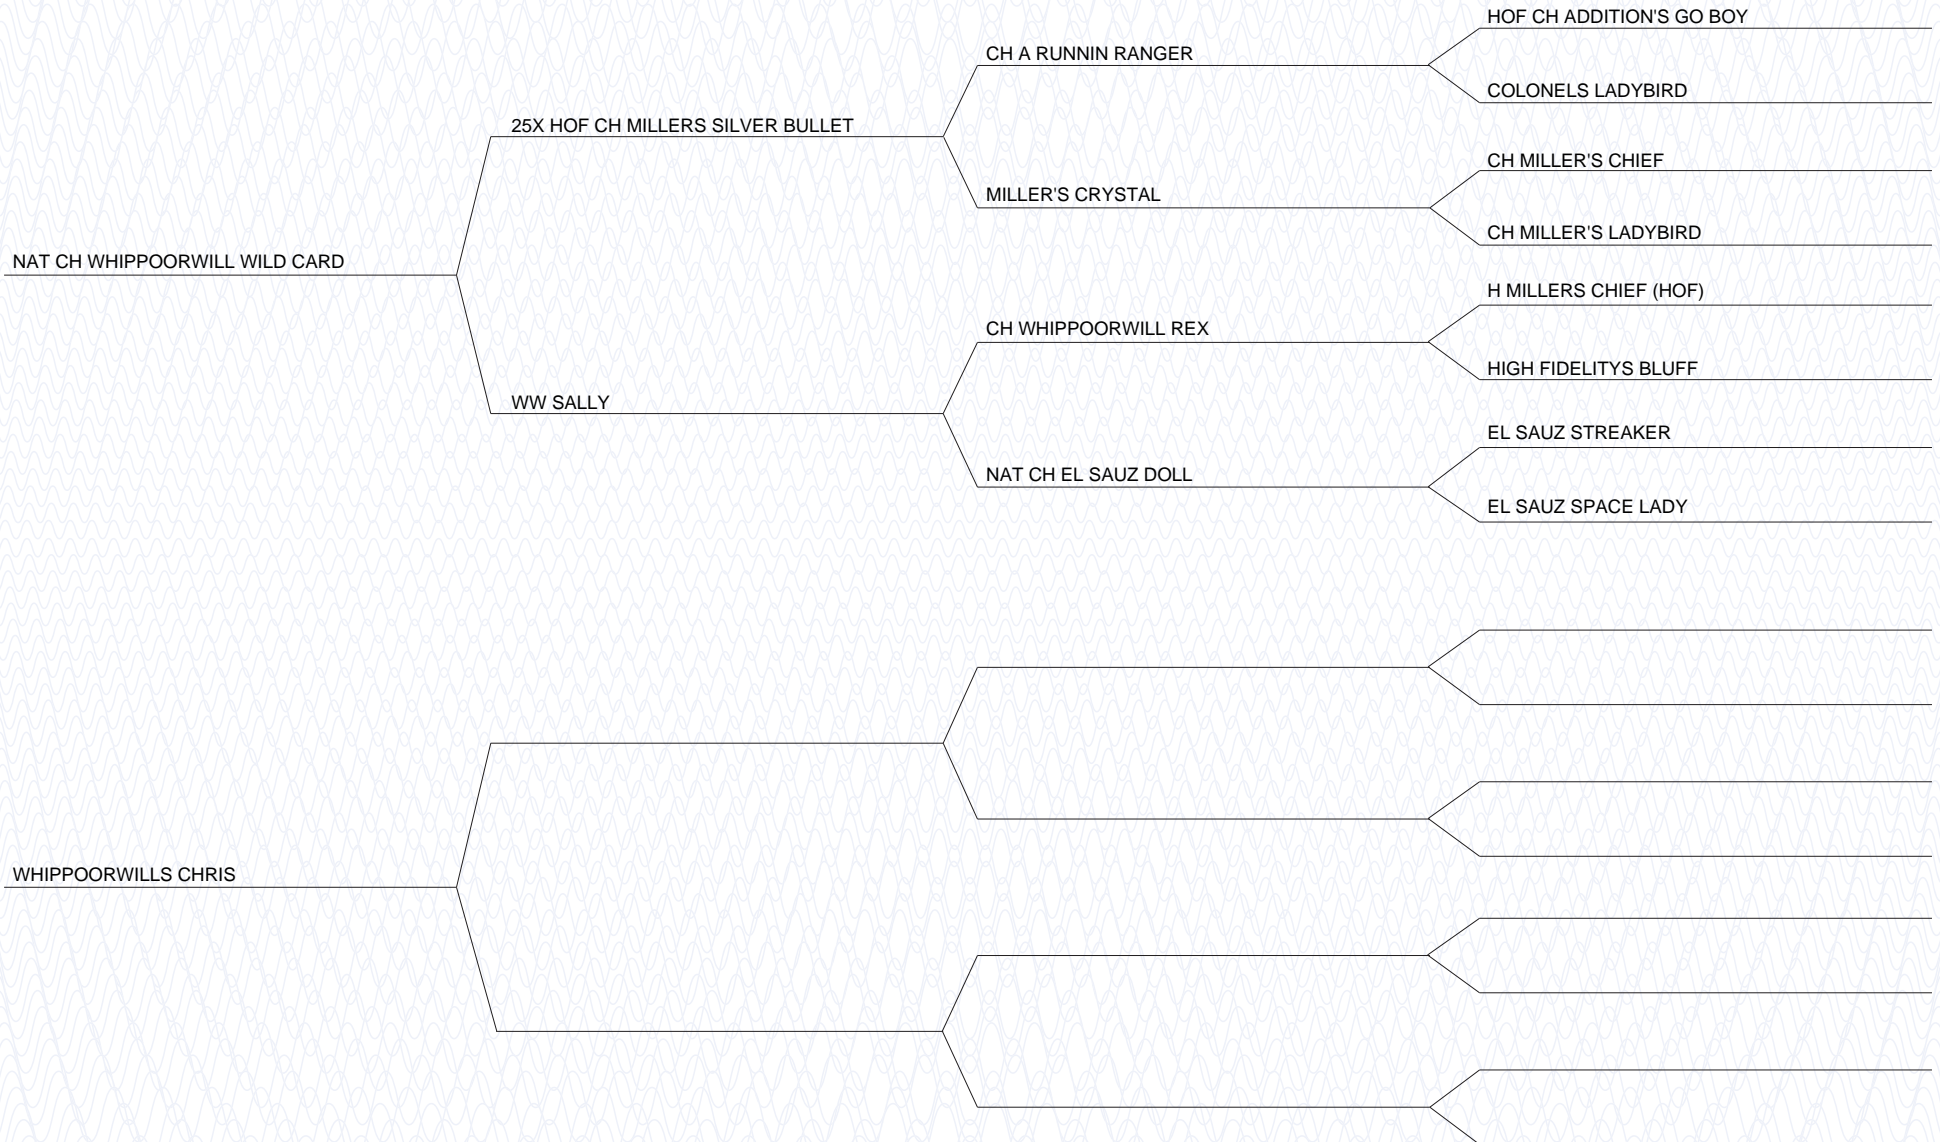 HOF CH ADDITION'S GO BOY
CH A RUNNIN RANGER
COLONELS LADYBIRD
25X HOF CH MILLERS SILVER BULLET
CH MILLER'S CHIEF
MILLER'S CRYSTAL
CH MILLER'S LADYBIRD
NAT CH WHIPPOORWILL WILD CARD
H MILLERS CHIEF (HOF)
CH WHIPPOORWILL REX
HIGH FIDELITYS BLUFF
WW SALLY
EL SAUZ STREAKER
NAT CH EL SAUZ DOLL
EL SAUZ SPACE LADY
WHIPPOORWILLS CHRIS